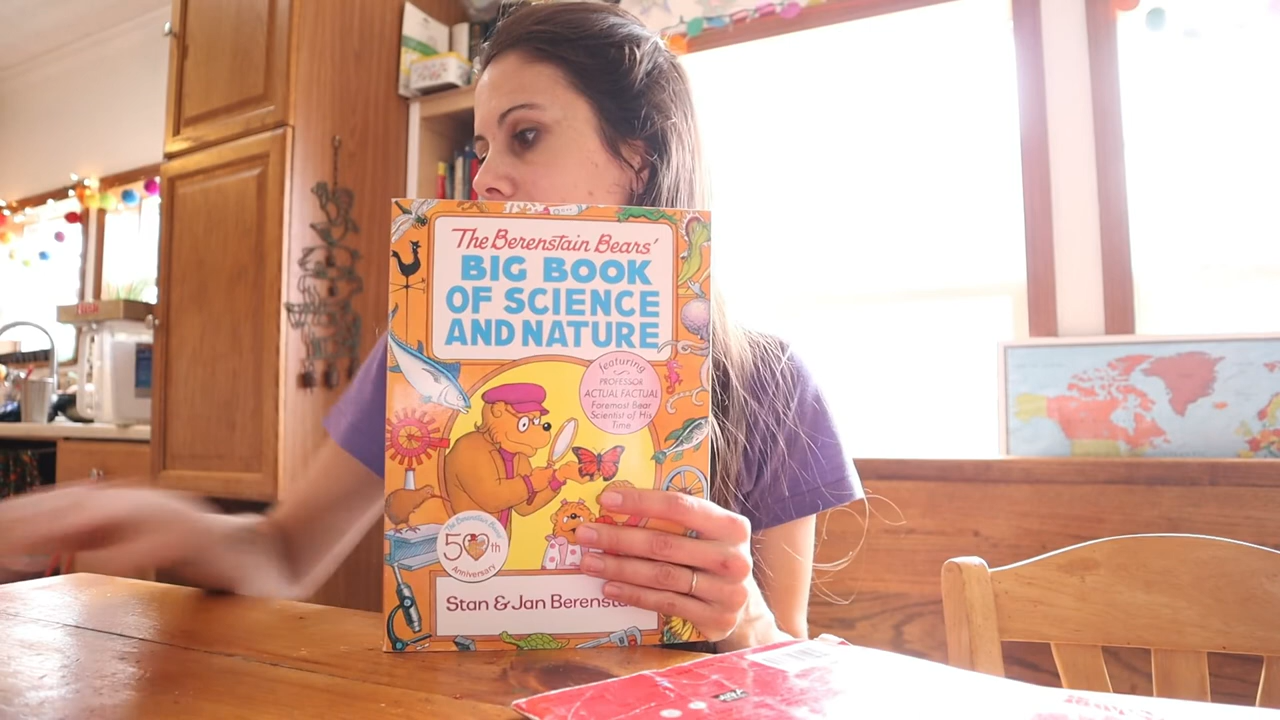 The Berenstain Bears'
BIG BOOK
OF SCIENCE
AND NATURE
featuring
PROFESSOR
ACTUAL FACTUAL
Foremost Bear
Scientist of His
Time
The Berenstain Bears
50th
Anniversary
Stan & Jan